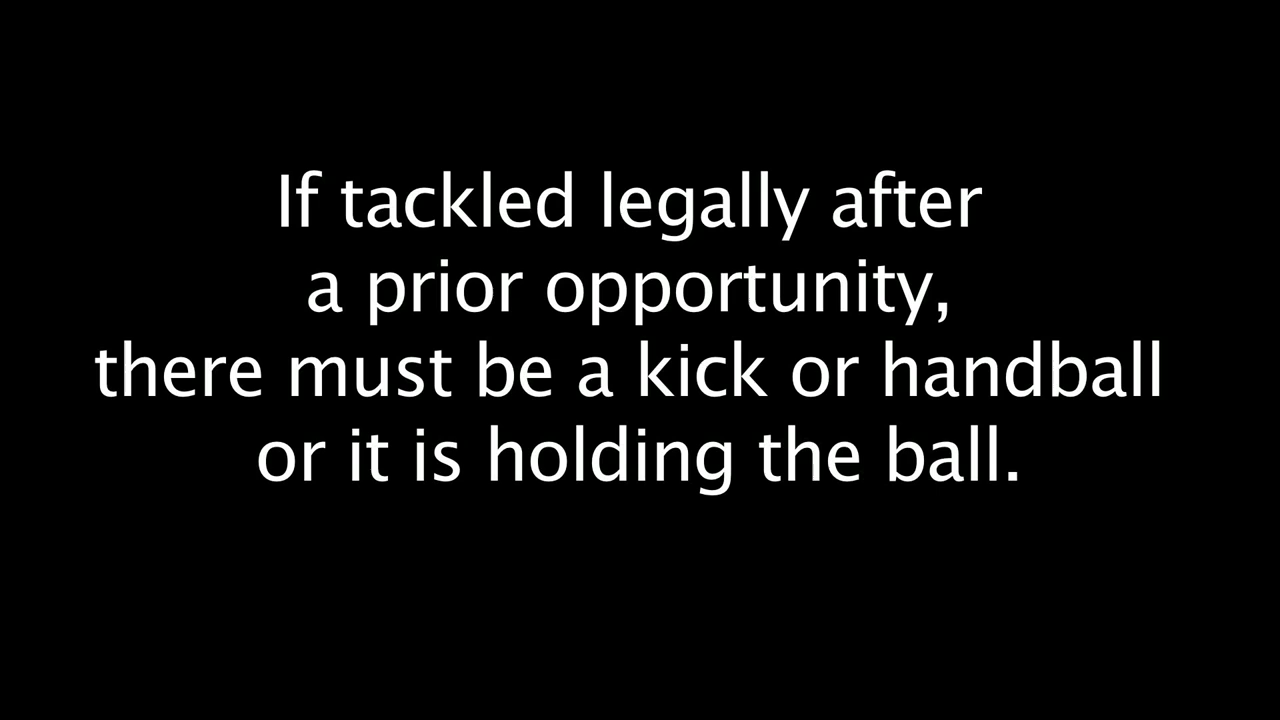 If tackled legally after
a prior opportunity,
there must be a kick or handball
or it is holding the ball.